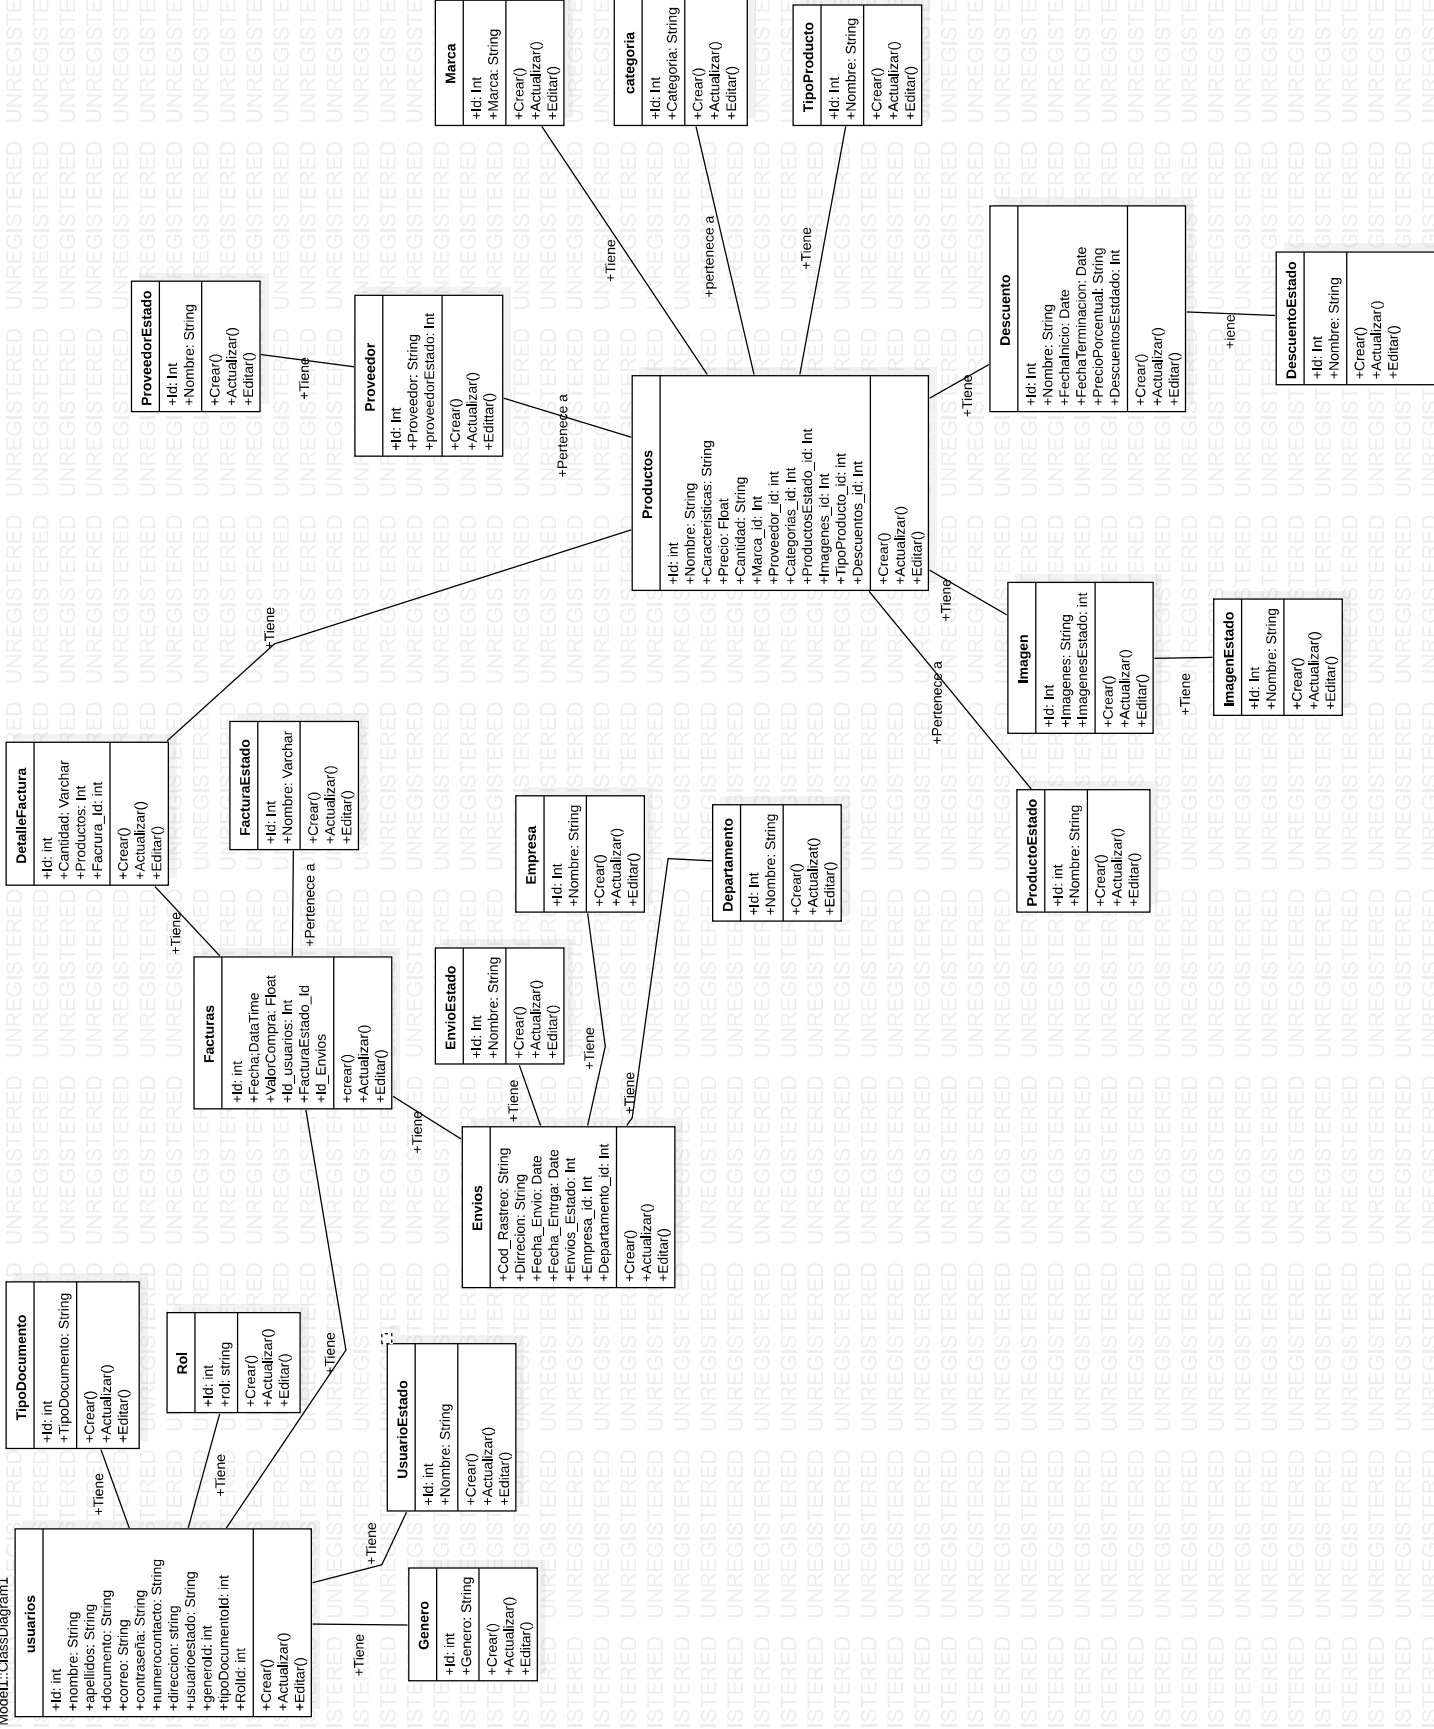 Model1::ClassDiagram1
usuarios
+Id: int
+nombre: String
+apellidos: String
+documento: String
+correo: String
+contraseña: String
+numerocontacto: String
+direccion: string
+usuarioestado: String
+generoId: int
+tipoDocumentoId: int
+RolId: int
+Crear()
+Actualizar()
+Editar()
+Tiene
TipoDocumento
+Id: int
+TipoDocumento: String
+Crear()
+Actualizar()
+Editar()
+Tiene
Rol
+Id: int
+rol: string
+Crear()
+Actualizar()
+Editar()
+Tiene
+Tiene
UsuarioEstado
+Id: int
+Nombre: String
+Crear()
+Actualizar()
+Editar()
+Tiene
Genero
+Id: int
+Genero: String
+Crear()
+Actualizar()
+Editar()
Facturas
+Id: int
+Fecha;DataTime
+ValorCompra: Float
+Id_usuarios: Int
+FacturaEstado_Id
+Id_Envios
+crear()
+Actualizar()
+Editar()
+Tiene
DetalleFactura
+Id: int
+Cantidad: Varchar
+Productos: Int
+Facrura_Id: int
+Crear()
+Actualizar()
+Editar()
+Pertenece a
FacturaEstado
+Id: Int
+Nombre: Varchar
+Crear()
+Actualizar()
+Editar()
+Tiene
Envios
+Cod_Rastreo: String
+Dirrecion: String
+Fecha_Envio: Date
+Fecha_Entrga: Date
+Envios_Estado: Int
+Empresa_id: Int
+Departamento_id: Int
+Crear()
+Actualizar()
+Editar()
+Tiene
EnvioEstado
+Id: Int
+Nombre: String
+Crear()
+Actualizar()
+Editar()
+Tiene
Empresa
+Id: Int
+Nombre: String
+Crear()
+Actualizar()
+Editar()
+Tiene
Departamento
+Id: Int
+Nombre: String
+Crear()
+Actualizat()
+Editar()
+Tiene
Productos
+Id: int
+Nombre: String
+Caracteristicas: String
+Precio: Float
+Cantidad: String
+Marca_id: Int
+Proveedor_id: int
+Categorias_id: Int
+ProductosEstado_id: Int
+Imagenes_id: Int
+TipoProducto_id: int
+Descuentos_id: Int
+Crear()
+Actualizar()
+Editar()
+Pertenece a
Proveedor
+Id: Int
+Proveedor: String
+proveedorEstado: Int
+Crear()
+Actualizar()
+Edittar()
+Tiene
ProveedorEstado
+Id: Int
+Nombre: String
+Crear()
+Actualizar()
+Editar()
+Tiene
Marca
+Id: Int
+Marca: String
+Crear()
+Actualizar()
+Editar()
+pertenece a
categoria
+Id: Int
+Categoria: String
+Crear()
+Actualizar()
+Editar()
+Tiene
TipoProducto
+Id: Int
+Nombre: String
+Crear()
+Actualizar()
+Editar()
+Tiene
Descuento
+Id: Int
+Nombre: String
+FechaInicio: Date
+FechaTerminacion: Date
+PrecioPorcentual: String
+DescuentosEstdado: Int
+Crear()
+Actualizar()
+Editar()
+iene
DescuentoEstado
+Id: Int
+Nombre: String
+Crear()
+Actualizar()
+Editar()
+Tiene
Imagen
+Id: Int
+Imagenes: String
+ImagenesEstado: int
+Crear()
+Actualizar()
+Editar()
+Tiene
ImagenEstado
+Id: Int
+Nombre: String
+Crear()
+Actualizar()
+Editar()
+Pertenece a
ProductoEstado
+Id: int
+Nombre: String
+Crear()
+Actualizar()
+Editar()
UNREGISTERED